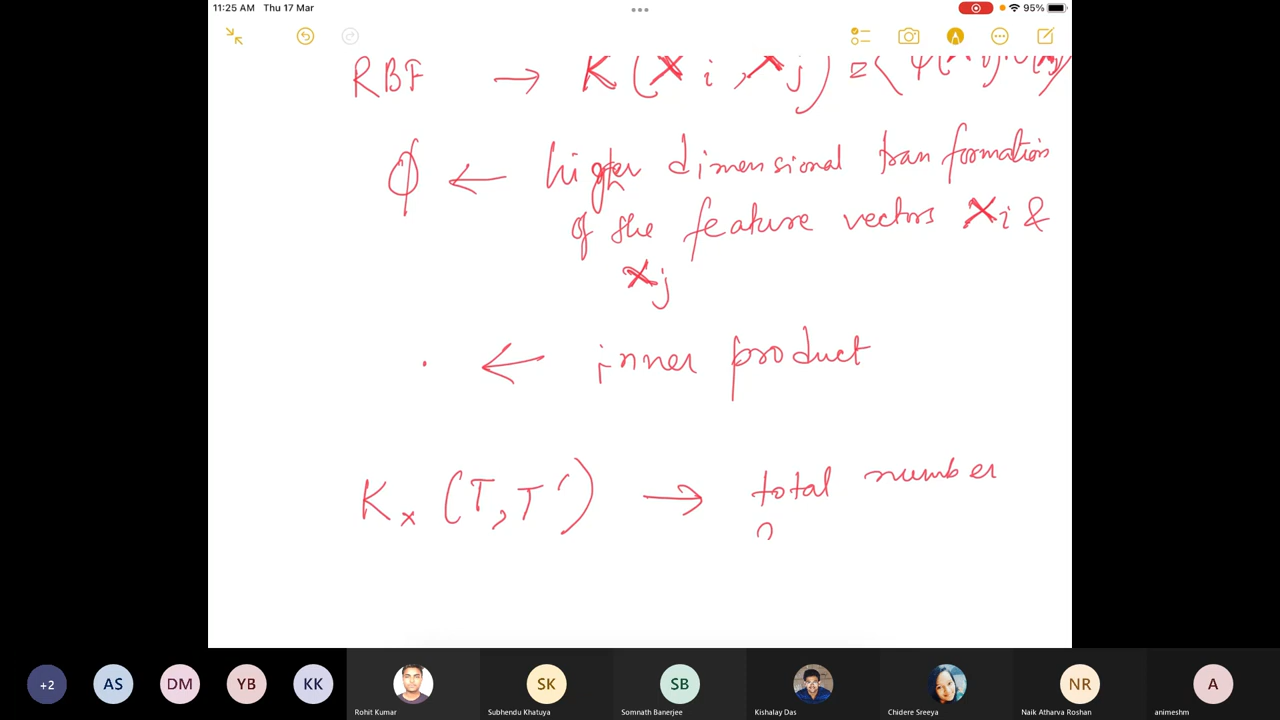 11:25 AM Thu 17 Mar
95%
RBF → K(Xi, Xj) =
ϕ ← higher dimensional tranformation
of the feature vectors Xi &
Xj
. ← inner product
Kx (T, T') → total number
+2
AS
DM
YB
KK
SK
SB
NR
A
Rohit Kumar
Subhendu Khatuya
Somnath Banerjee
Kishalay Das
Chidere Sreeya
Naik Atharva Roshan
animeshm